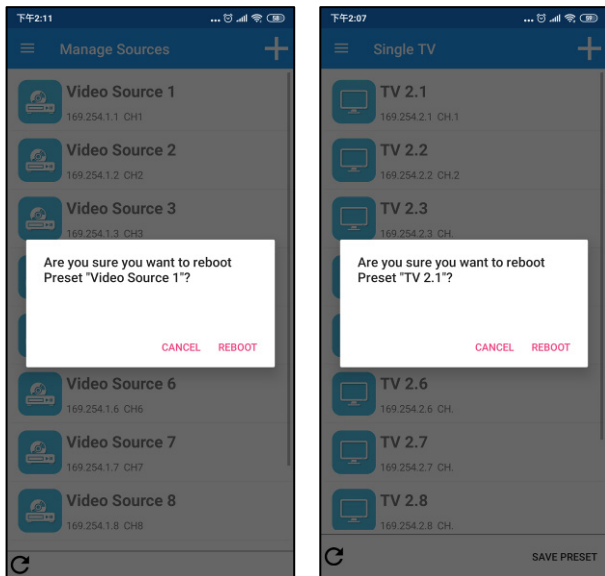 下午2:11
... 58
Manage Sources
Video Source 1
169.254.1.1 CH1
Video Source 2
169.254.1.2 CH2
Video Source 3
169.254.1.3 CH3
Are you sure you want to reboot
Preset "Video Source 1"?
CANCEL REBOOT
Video Source 6
169.254.1.6 CH6
Video Source 7
169.254.1.7 CH7
Video Source 8
169.254.1.8 CH8
下午2:07
...
Single TV
TV 2.1
169.254.2.1 CH.1
TV 2.2
169.254.2.2 CH.2
TV 2.3
169.254.2.3 CH.
Are you sure you want to reboot
Preset "TV 2.1"?
CANCEL REBOOT
TV 2.6
169.254.2.6 CH.
TV 2.7
169.254.2.7 CH.
TV 2.8
169.254.2.8 CH.
SAVE PRESET